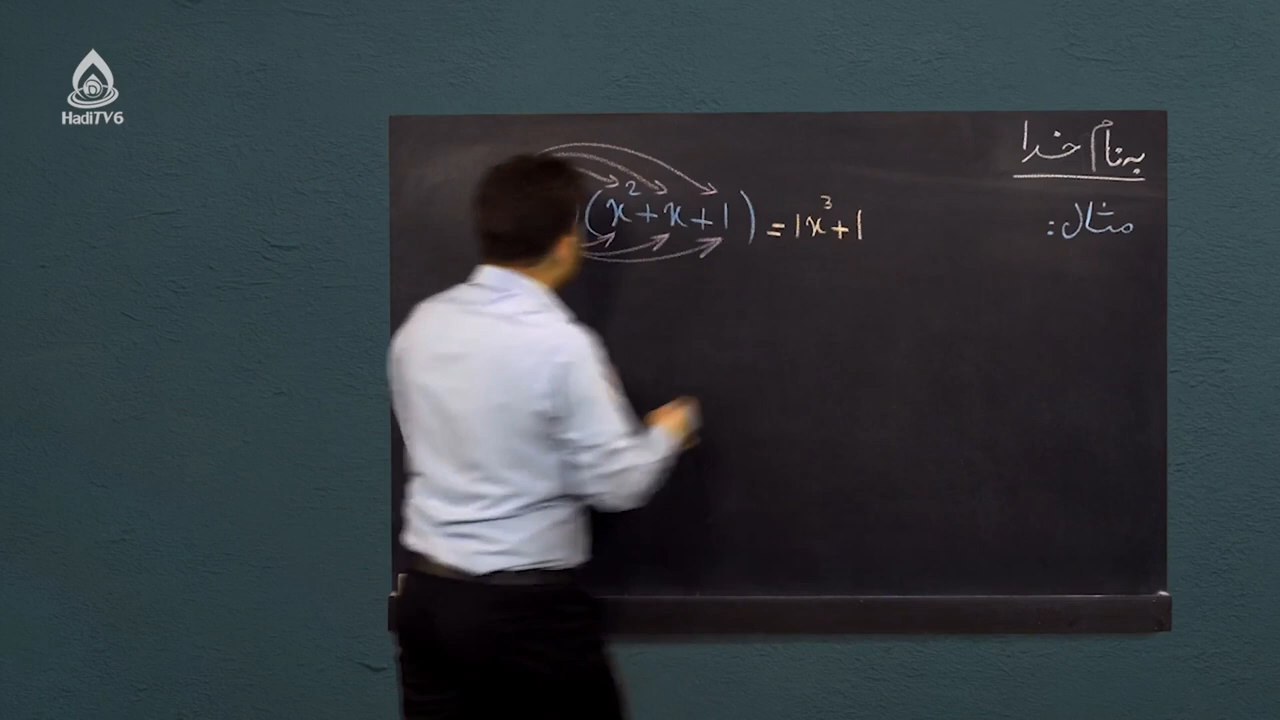 HadiTV6
به نام خدا
مثال:
(x²+x+1) = 1x³+1